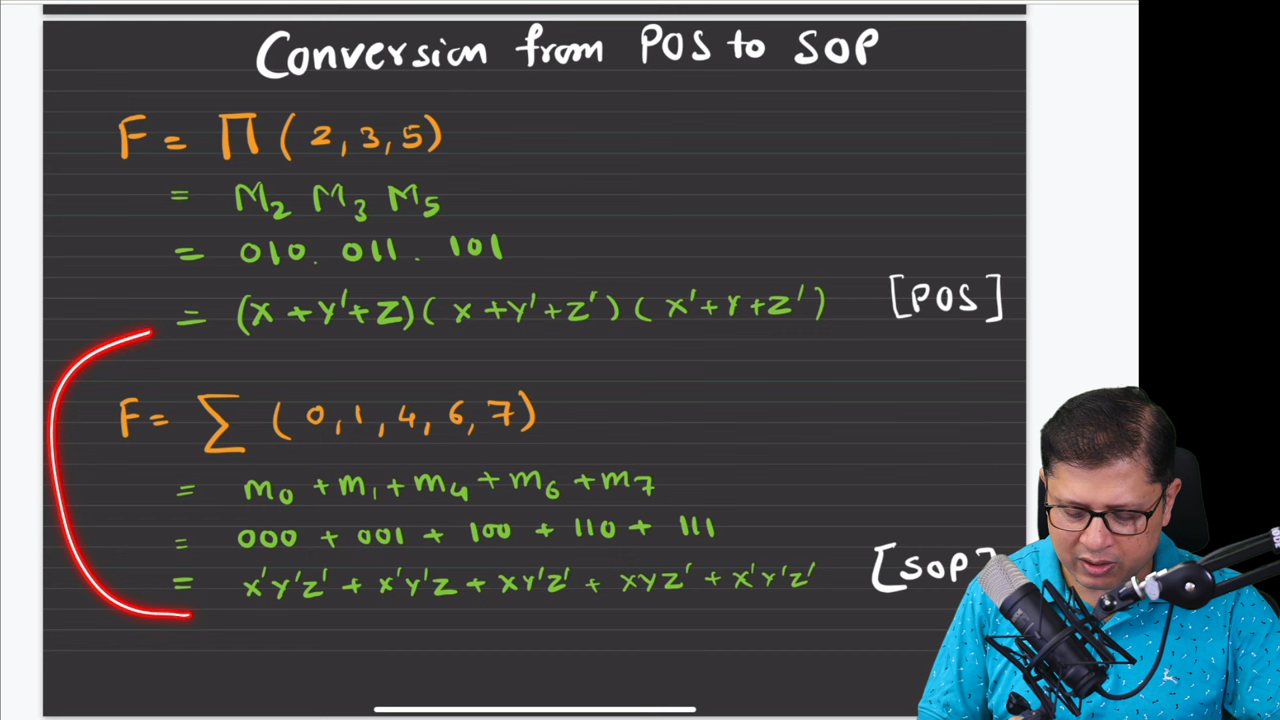 Conversion from POS to SOP
F = Π ( 2, 3, 5)
= M₂ M₃ M₅
= 010. 011. 101
= (X + Y' + Z) ( X + Y' + Z' ) ( X' + Y + Z' ) [POS]
F = Σ ( 0, 1, 4, 6, 7)
= m₀ + m₁ + m₄ + m₆ + m₇
= 000 + 001 + 100 + 110 + 111
= X'Y'Z' + X'Y'Z + XY'Z' + XYZ' + X'Y'Z' [SOP]